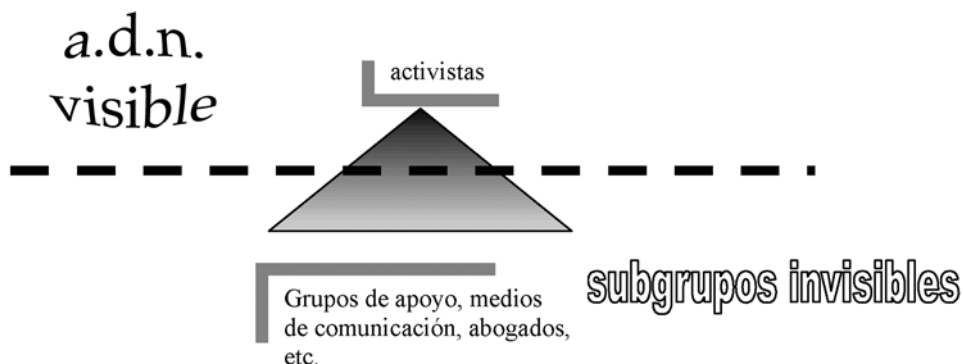 a.d.n.
visible
activistas
subgrupos invisibles
Grupos de apoyo, medios
de comunicación, abogados,
etc.